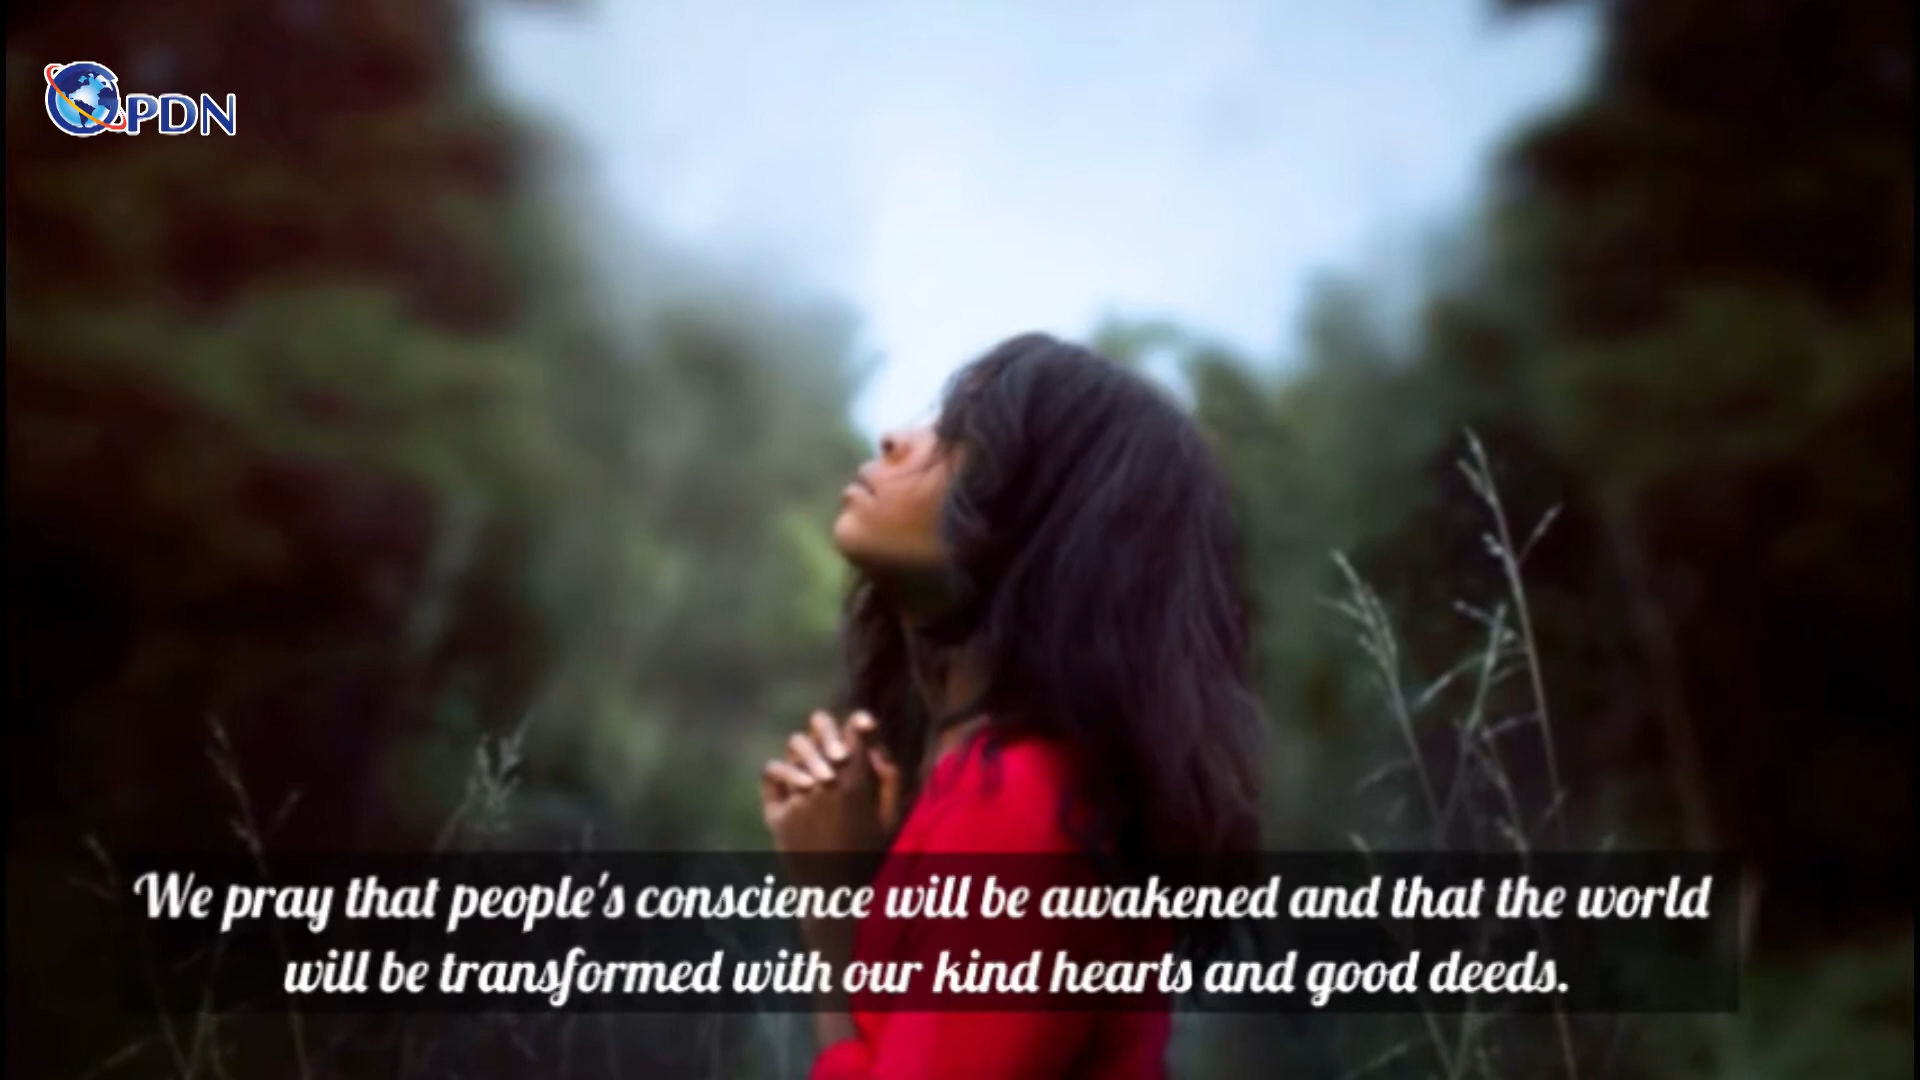 PDN
We pray that people's conscience will be awakened and that the world
will be transformed with our kind hearts and good deeds.